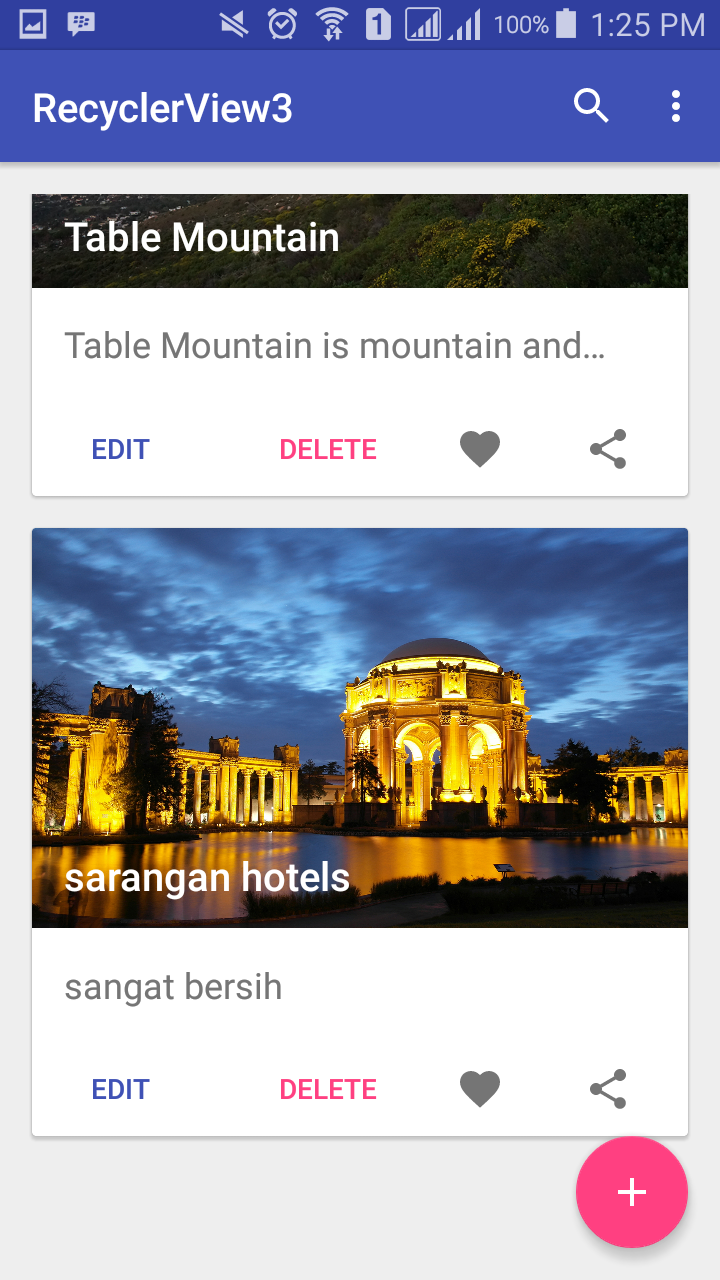 1 100% 1:25 PM
RecyclerView3
Table Mountain
Table Mountain is mountain and...
EDIT DELETE
sarangan hotels
sangat bersih
EDIT DELETE